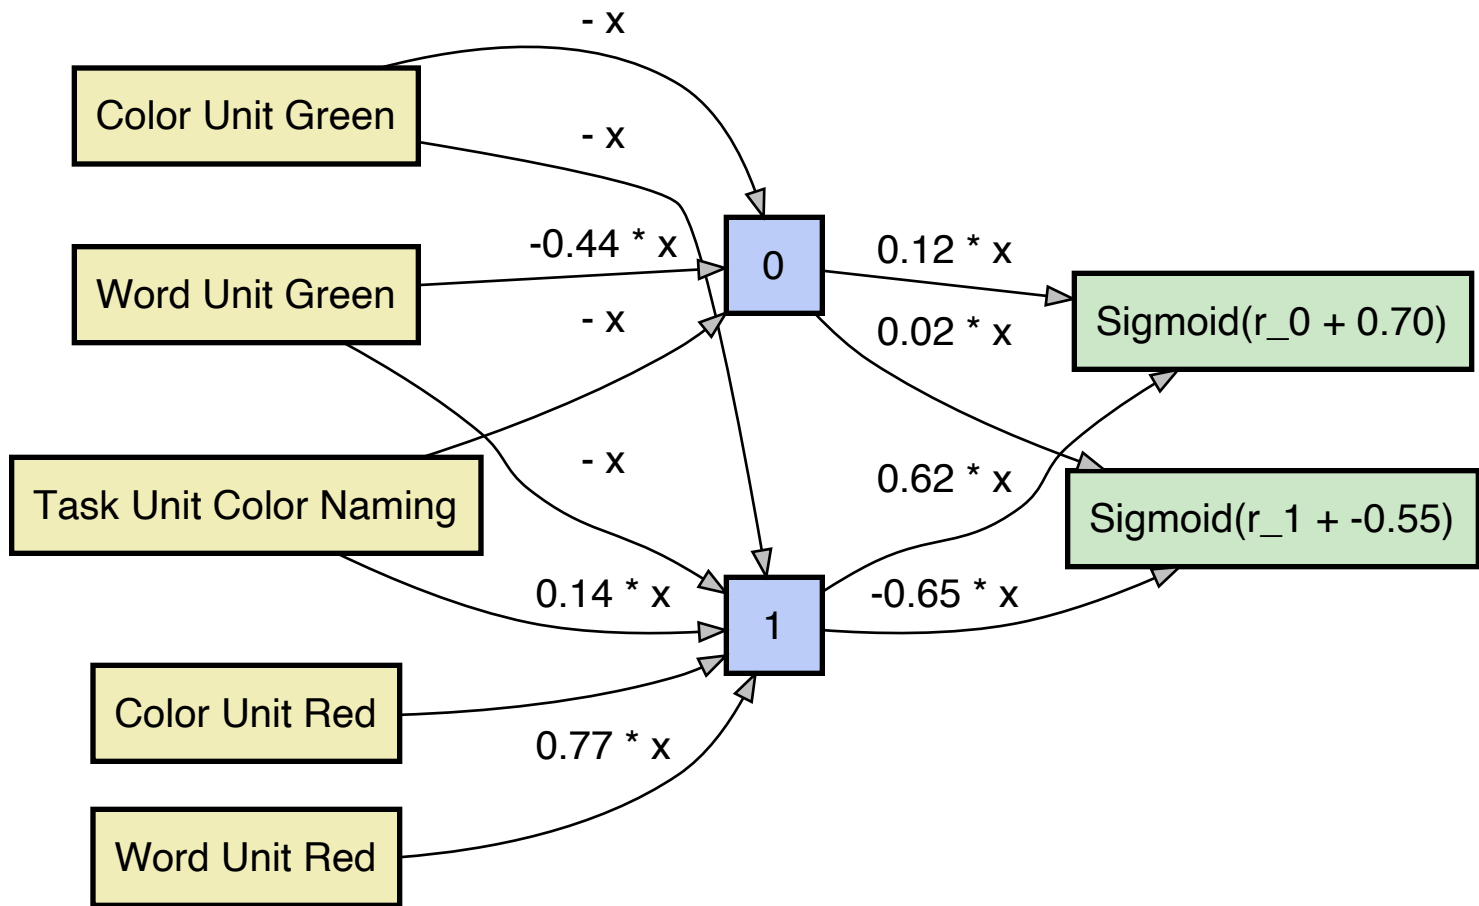 - x
Color Unit Green
- x
-0.44 * x
0
0.12 * x
Word Unit Green
Sigmoid(r_0 + 0.70)
- x
0.02 * x
- x
0.62 * x
Task Unit Color Naming
Sigmoid(r_1 + -0.55)
0.14 * x
1
-0.65 * x
Color Unit Red
0.77 * x
Word Unit Red